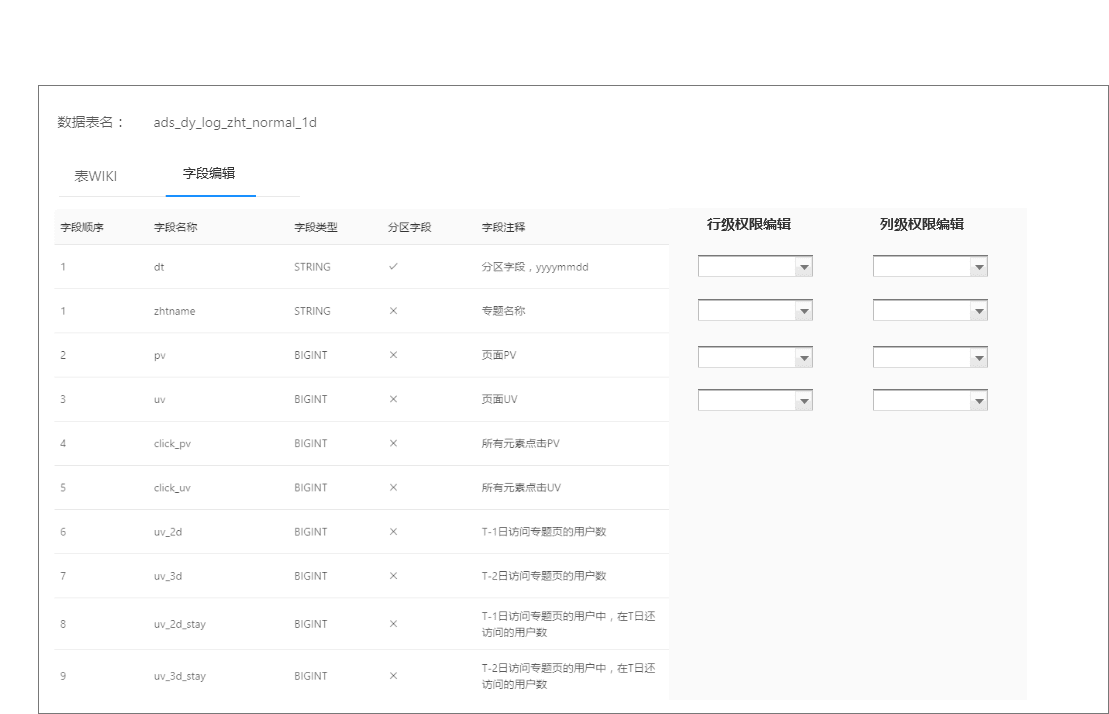 数据表名： ads_dy_log_zht_normal_1d
表WIKI 字段编辑
字段顺序 字段名称 字段类型 分区字段 字段注释 行级权限编辑 列级权限编辑
1 dt STRING ✓ 分区字段，yyyymmdd
1 zhtname STRING × 专题名称
2 pv BIGINT × 页面PV
3 uv BIGINT × 页面UV
4 click_pv BIGINT × 所有元素点击PV
5 click_uv BIGINT × 所有元素点击UV
6 uv_2d BIGINT × T-1日访问专题页的用户数
7 uv_3d BIGINT × T-2日访问专题页的用户数
8 uv_2d_stay BIGINT × T-1日访问专题页的用户中，在T日还
访问的用户数
9 uv_3d_stay BIGINT × T-2日访问专题页的用户中，在T日还
访问的用户数